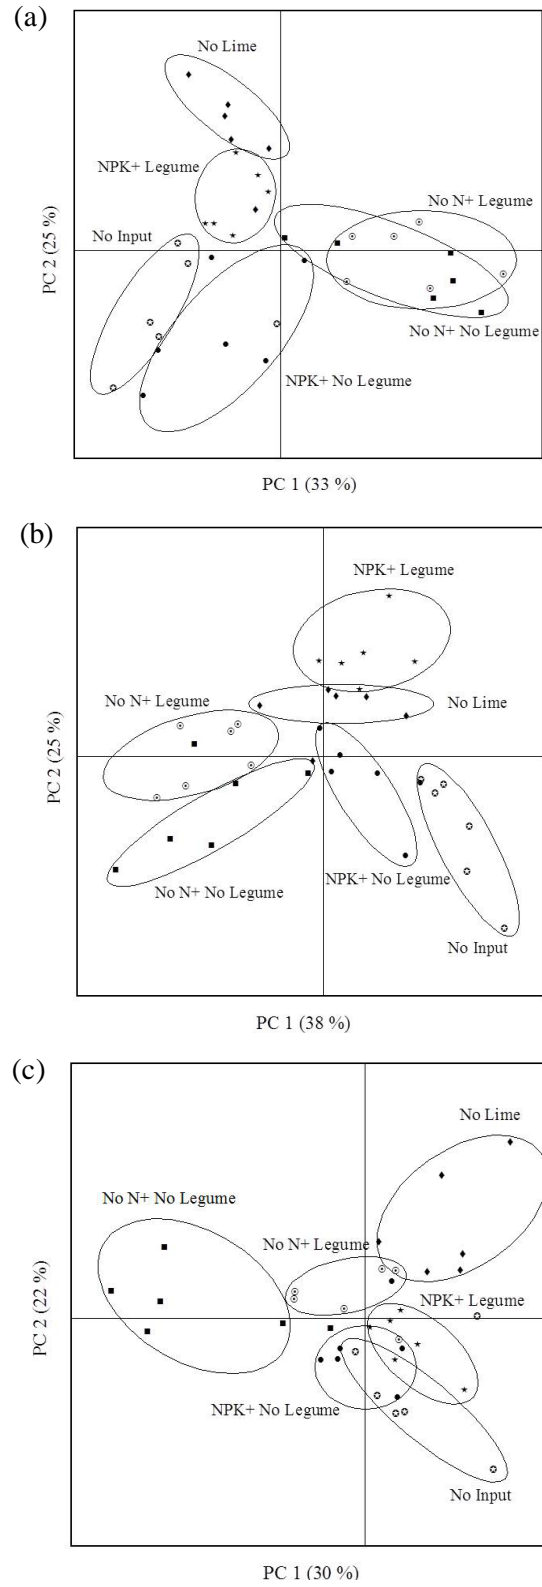 (a)
No Lime
NPK+ Legume
No N+ Legume
No Input
PC 2 (25 %)
No N+ No Legume
NPK+ No Legume
PC 1 (33 %)
(b)
NPK+ Legume
No N+ Legume
No Lime
PC 2 (25 %)
NPK+ No Legume
No N+ No Legume
No Input
PC 1 (38 %)
(c)
No Lime
No N+ No Legume
No N+ Legume
NPK+ Legume
PC 2 (22 %)
NPK+ No Legume
No Input
PC 1 (30 %)